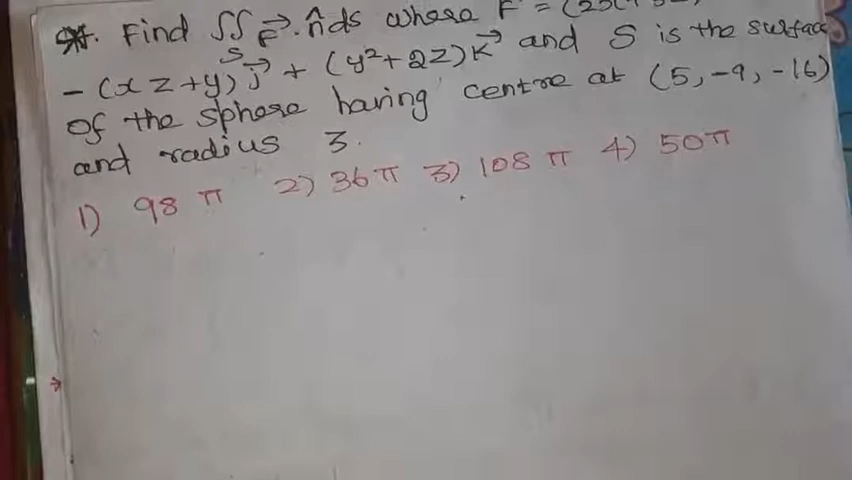 Find ∬ F⃗. n̂ds where F =
S
- (xz+y) j⃗ + (y²+2z)k⃗ and S is the surface
of the sphere having centre at (5, -9, -16)
and radius 3.
1) 98 π 2) 36π 3) 108 π 4) 50π